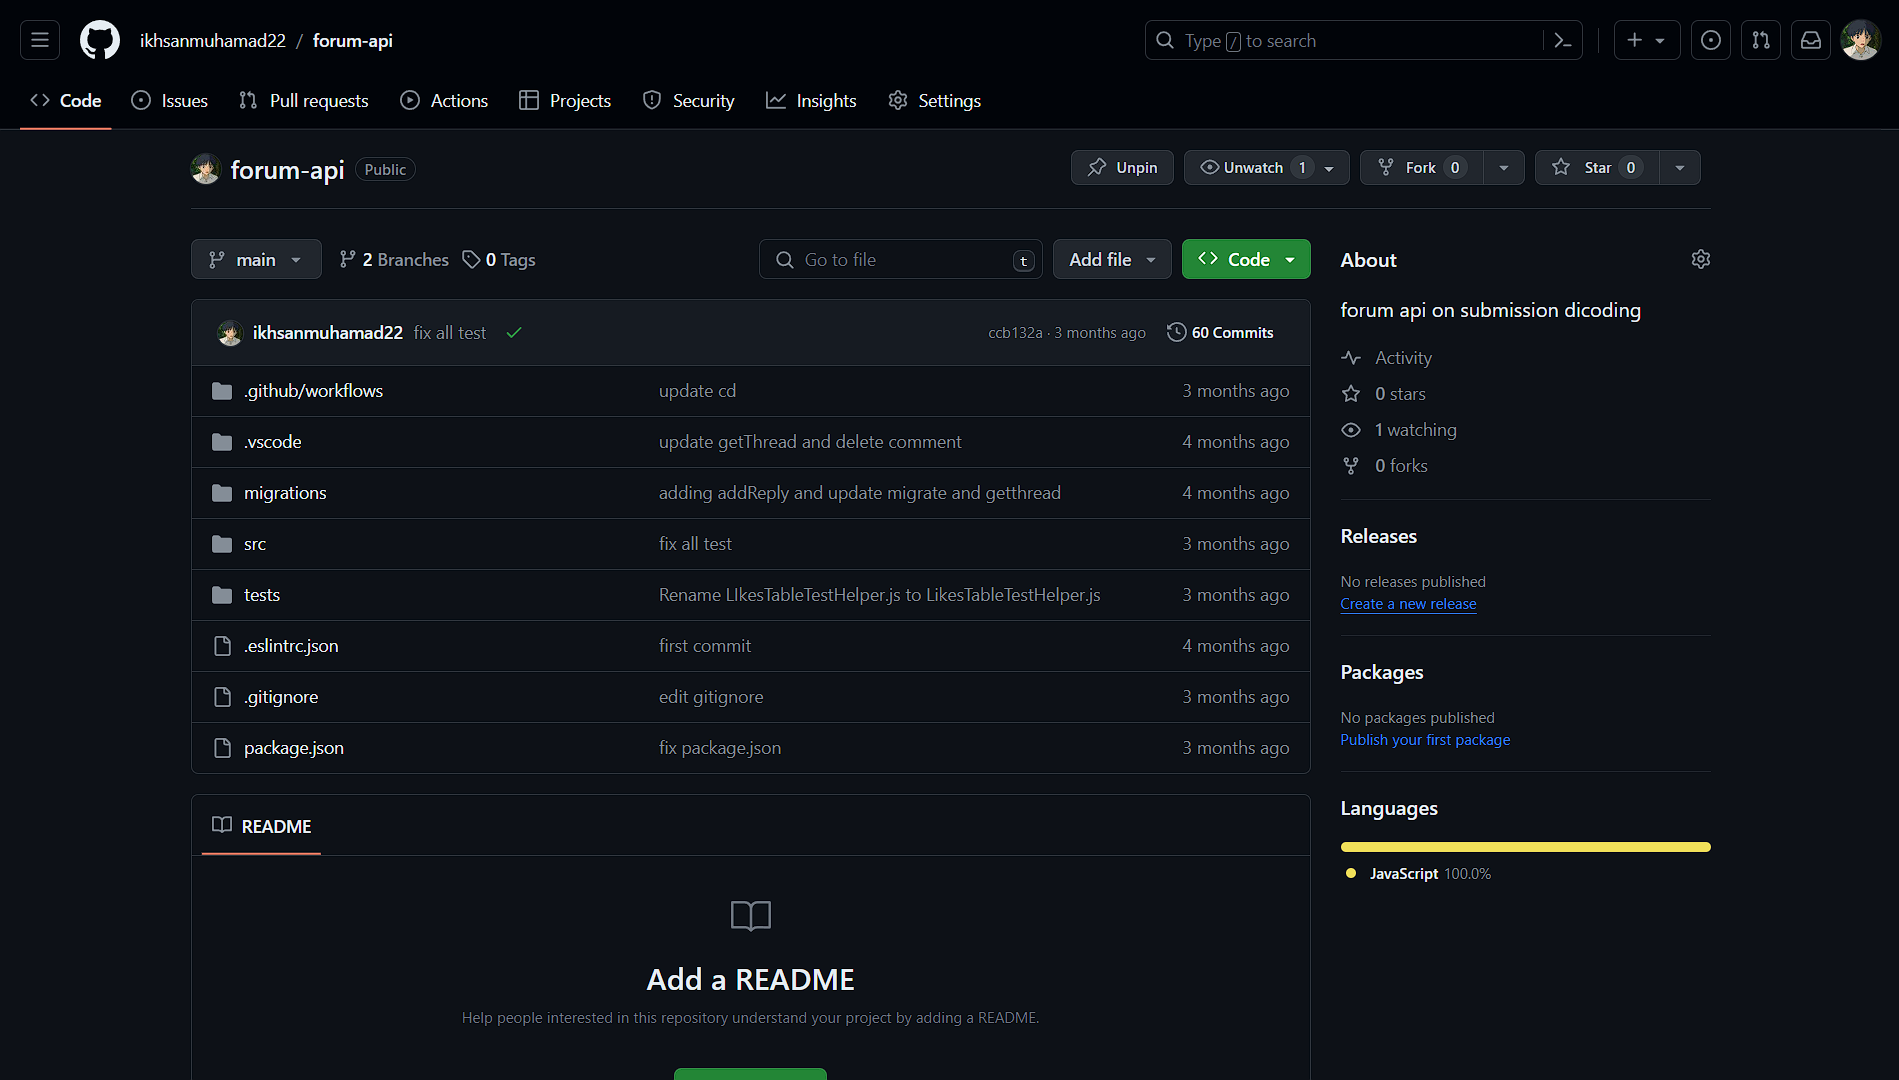 ikhsanmuhamad22 / forum-api
Type / to search
Code Issues Pull requests Actions Projects Security Insights Settings
forum-api Public
Unpin Unwatch 1 Fork 0 Star 0
main 2 Branches 0 Tags
Go to file t Add file Code
ikhsanmuhamad22 fix all test ccb132a · 3 months ago 60 Commits
.github/workflows update cd 3 months ago
.vscode update getThread and delete comment 4 months ago
migrations adding addReply and update migrate and getthread 4 months ago
src fix all test 3 months ago
tests Rename LIkesTableTestHelper.js to LikesTableTestHelper.js 3 months ago
.eslintrc.json first commit 4 months ago
.gitignore edit gitignore 3 months ago
package.json fix package.json 3 months ago
README
Add a README
Help people interested in this repository understand your project by adding a README.
About
forum api on submission dicoding
Activity
0 stars
1 watching
0 forks
Releases
No releases published
Create a new release
Packages
No packages published
Publish your first package
Languages
JavaScript 100.0%